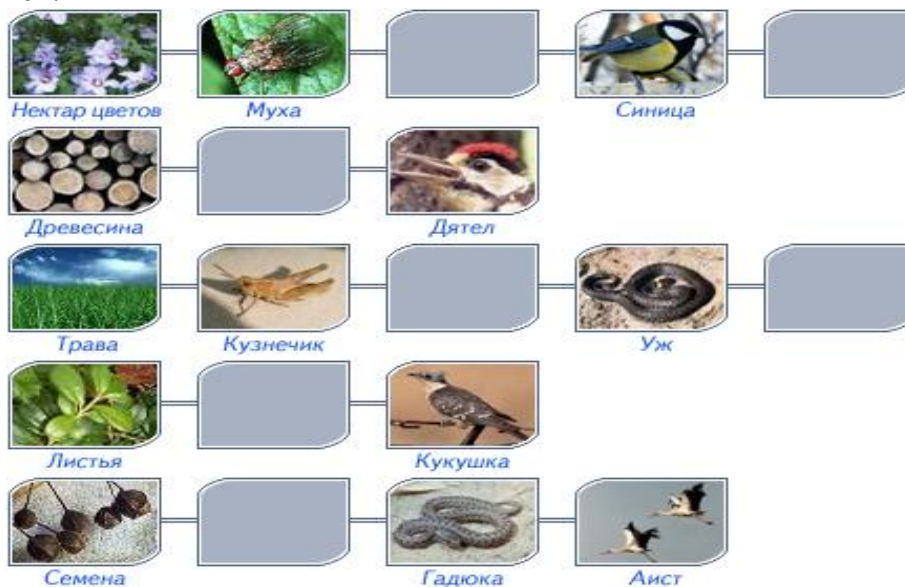 Нектар цветов Муха Синица
Древесина Дятел
Трава Кузнечик Уж
Листья Кукушка
Семена Гадюка Аист